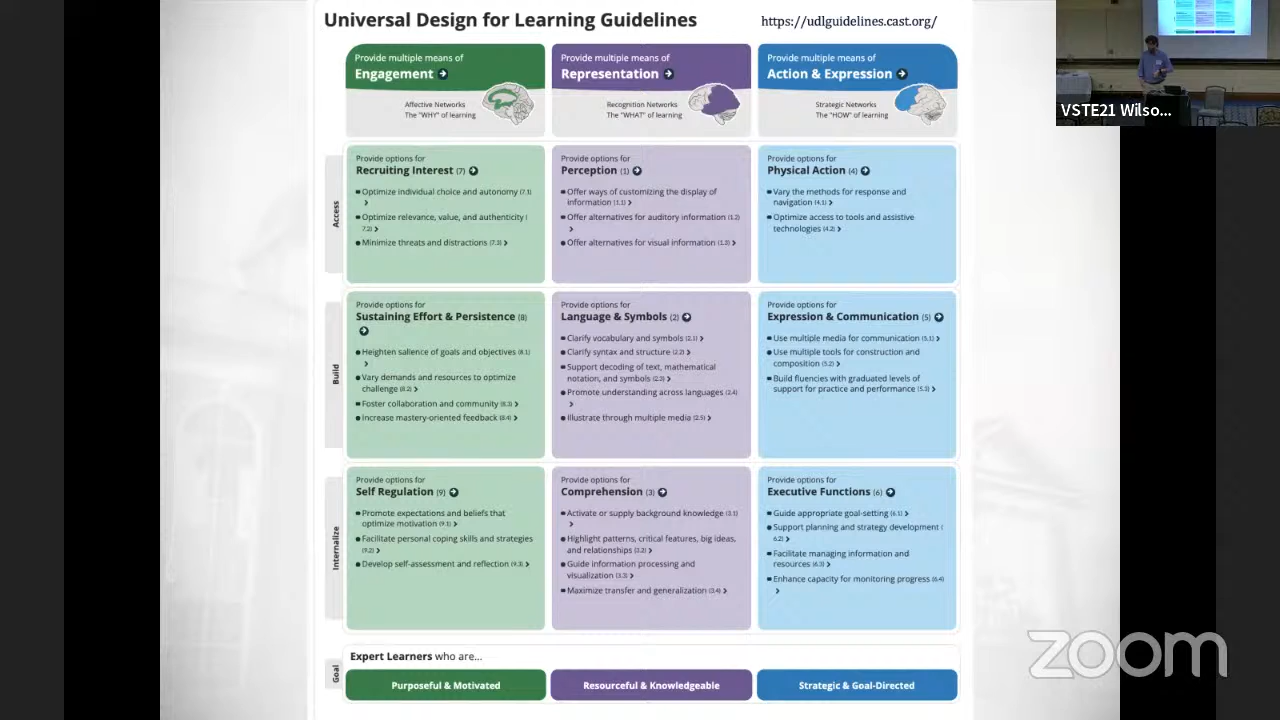 Universal Design for Learning Guidelines
https://udlguidelines.cast.org/
VSTE21 Wilso...
Provide multiple means of
Engagement
Affective Networks
The "WHY" of learning
Provide multiple means of
Representation
Recognition Networks
The "WHAT" of learning
Provide multiple means of
Action & Expression
Strategic Networks
The "HOW" of learning
Access
Provide options for
Recruiting Interest (7)
Optimize individual choice and autonomy (7.1)
Optimize relevance, value, and authenticity (
7.2)
Minimize threats and distractions (7.3)
Provide options for
Perception (1)
Offer ways of customizing the display of
information (1.1)
Offer alternatives for auditory information (1.2)
Offer alternatives for visual information (1.3)
Provide options for
Physical Action (4)
Vary the methods for response and
navigation (4.1)
Optimize access to tools and assistive
technologies (4.2)
Build
Provide options for
Sustaining Effort & Persistence (8)
Heighten salience of goals and objectives (8.1)
Vary demands and resources to optimize
challenge (8.2)
Foster collaboration and community (8.3)
Increase mastery-oriented feedback (8.4)
Provide options for
Language & Symbols (2)
Clarify vocabulary and symbols (2.1)
Clarify syntax and structure (2.2)
Support decoding of text, mathematical
notation, and symbols (2.3)
Promote understanding across languages (2.4)
Illustrate through multiple media (2.5)
Provide options for
Expression & Communication (5)
Use multiple media for communication (5.1)
Use multiple tools for construction and
composition (5.2)
Build fluencies with graduated levels of
support for practice and performance (5.3)
Internalize
Provide options for
Self Regulation (9)
Promote expectations and beliefs that
optimize motivation (9.1)
Facilitate personal coping skills and strategies
(9.2)
Develop self-assessment and reflection (9.3)
Provide options for
Comprehension (3)
Activate or supply background knowledge (3.1)
Highlight patterns, critical features, big ideas,
and relationships (3.2)
Guide information processing and
visualization (3.3)
Maximize transfer and generalization (3.4)
Provide options for
Executive Functions (6)
Guide appropriate goal-setting (6.1)
Support planning and strategy development (
6.2)
Facilitate managing information and
resources (6.3)
Enhance capacity for monitoring progress (6.4)
Goal
Expert Learners who are...
Purposeful & Motivated
Resourceful & Knowledgeable
Strategic & Goal-Directed
zoom